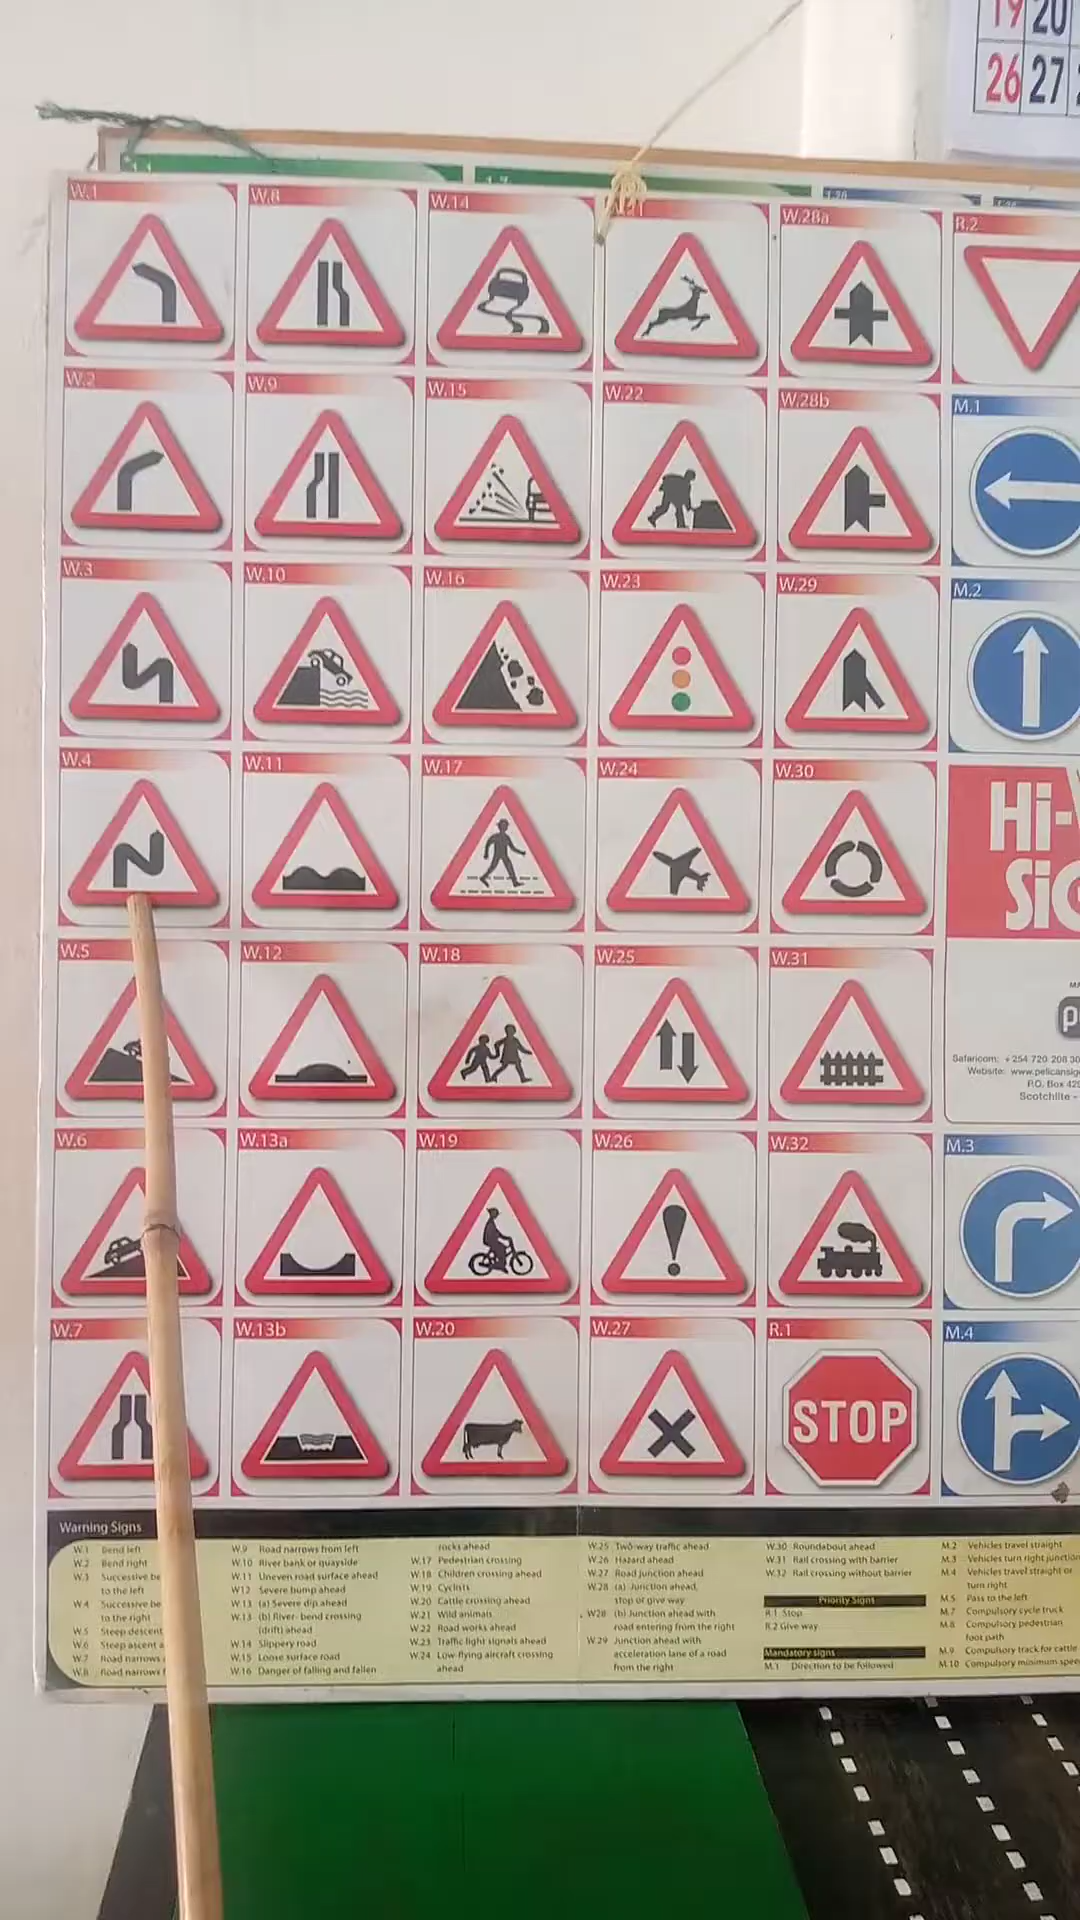 19 20
26 27
W.1
W.8
W.14
W.28a
R.2
W.2
W.9
W.15
W.22
W.28b
M.1
W.3
W.10
W.16
W.23
W.29
M.2
W.4
W.11
W.17
W.24
W.30
Hi-
W.5
W.12
W.18
W.25
W.31
Safaricom: +254 720 208 30
Website: www.pelicansig
P.O. Box 42
Scotchlite -
W.6
W.13a
W.19
W.26
W.32
M.3
W.7
W.13b
W.20
W.27
R.1
M.4
STOP
Warning Signs
W.1 Bend left
W.2 Bend right
W.3 Successive be
to the left
W.4 Successive be
to the right
W.5 Steep descent
W.6 Steep ascent a
W.7 Road narrows
W.8 Road narrows f
W.9 Road narrows from left
W.10 River bank or quayside
W.11 Uneven road surface ahead
W12 Severe bump ahead
W.13 (a) Severe dip ahead
W.13 (b) River- bend crossing
(drift) ahead
W.14 Slippery road
W.15 Loose surface road
W.16 Danger of falling and fallen
rocks ahead
W.17 Pedestrian crossing
W.18 Children crossing ahead
W.19 Cyclists
W.20 Cattle crossing ahead
W.21 Wild animals
W.22 Road works ahead
W.23 Traffic light signals ahead
W.24 Low-flying aircraft crossing
ahead
W.25 Two-way traffic ahead
W.26 Hazard ahead
W.27 Road junction ahead
W.28 (a) Junction ahead,
stop or give way
W28 (b) Junction ahead with
road entering from the right
W.29 Junction ahead with
acceleration lane of a road
from the right
W.30 Roundabout ahead
W.31 Rail crossing with barrier
W.32 Rail crossing without barrier
Priority Signs
R.1 Stop
R.2 Give way
Mandatory signs
M.1 Direction to be followed
M.2 Vehicles travel straight
M.3 Vehicles turn right junction
M.4 Vehicles travel straight or
turn right
M.5 Pass to the left
M.7 Compulsory cycle truck
M.8 Compulsory pedestrian
foot path
M.9 Compulsory track for cattle
M.10 Compulsory minimum spee